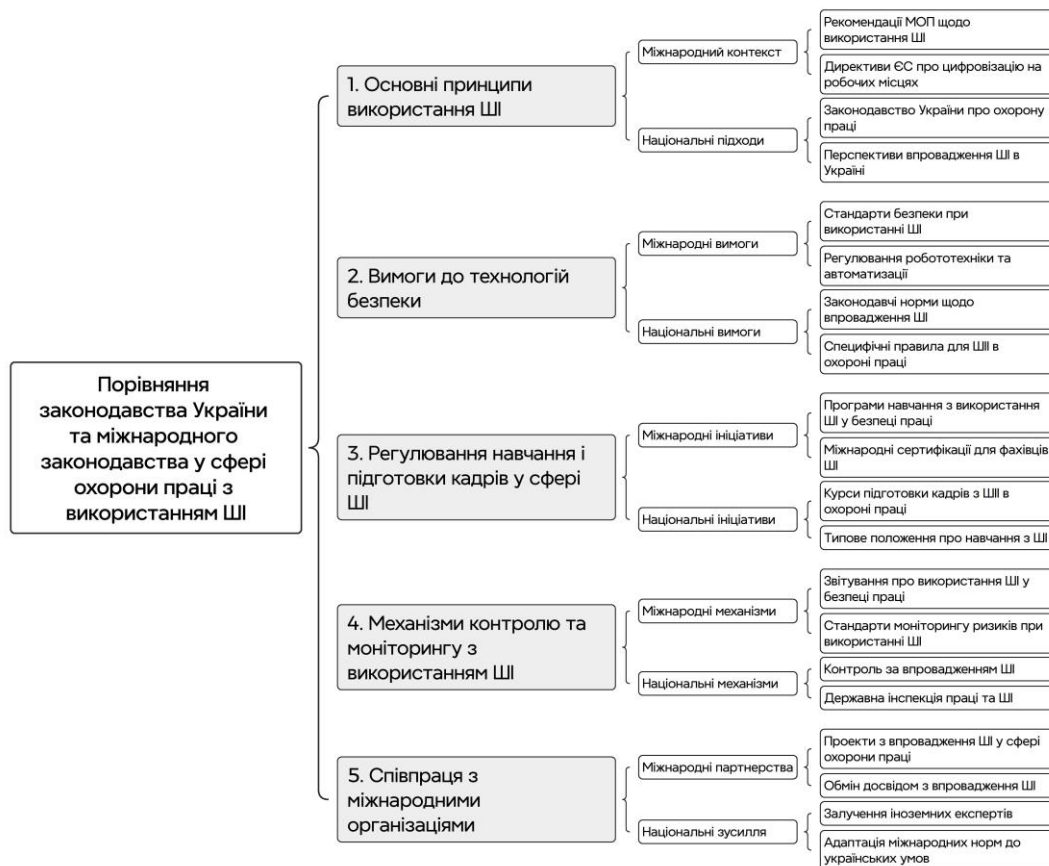 Порівняння
законодавства України
та міжнародного
законодавства у сфері
охорони праці з
використанням ШІ
1. Основні принципи
використання ШІ
Міжнародний контекст
Рекомендації МОП щодо
використання ШІ
Директиви ЄС про цифровізацію на
робочих місцях
Національні підходи
Законодавство України про охорону
праці
Перспективи впровадження ШІ в
Україні
2. Вимоги до технологій
безпеки
Міжнародні вимоги
Стандарти безпеки при
використанні ШІ
Регулювання робототехніки та
автоматизації
Національні вимоги
Законодавчі норми щодо
впровадження ШІ
Специфічні правила для ШІІ в
охороні праці
3. Регулювання навчання і
підготовки кадрів у сфері
ШІ
Міжнародні ініціативи
Програми навчання з використання
ШІ у безпеці праці
Міжнародні сертифікації для фахівців
ШІ
Національні ініціативи
Курси підготовки кадрів з ШІІ в
охороні праці
Типове положення про навчання з ШІ
4. Механізми контролю та
моніторингу з
використанням ШІ
Міжнародні механізми
Звітування про використання ШІ у
безпеці праці
Стандарти моніторингу ризиків при
використанні ШІ
Національні механізми
Контроль за впровадженням ШІ
Державна інспекція праці та ШІ
5. Співпраця з
міжнародними
організаціями
Міжнародні партнерства
Проекти з впровадження ШІ у сфері
охорони праці
Обмін досвідом з впровадження ШІ
Національні зусилля
Залучення іноземних експертів
Адаптація міжнародних норм до
українських умов